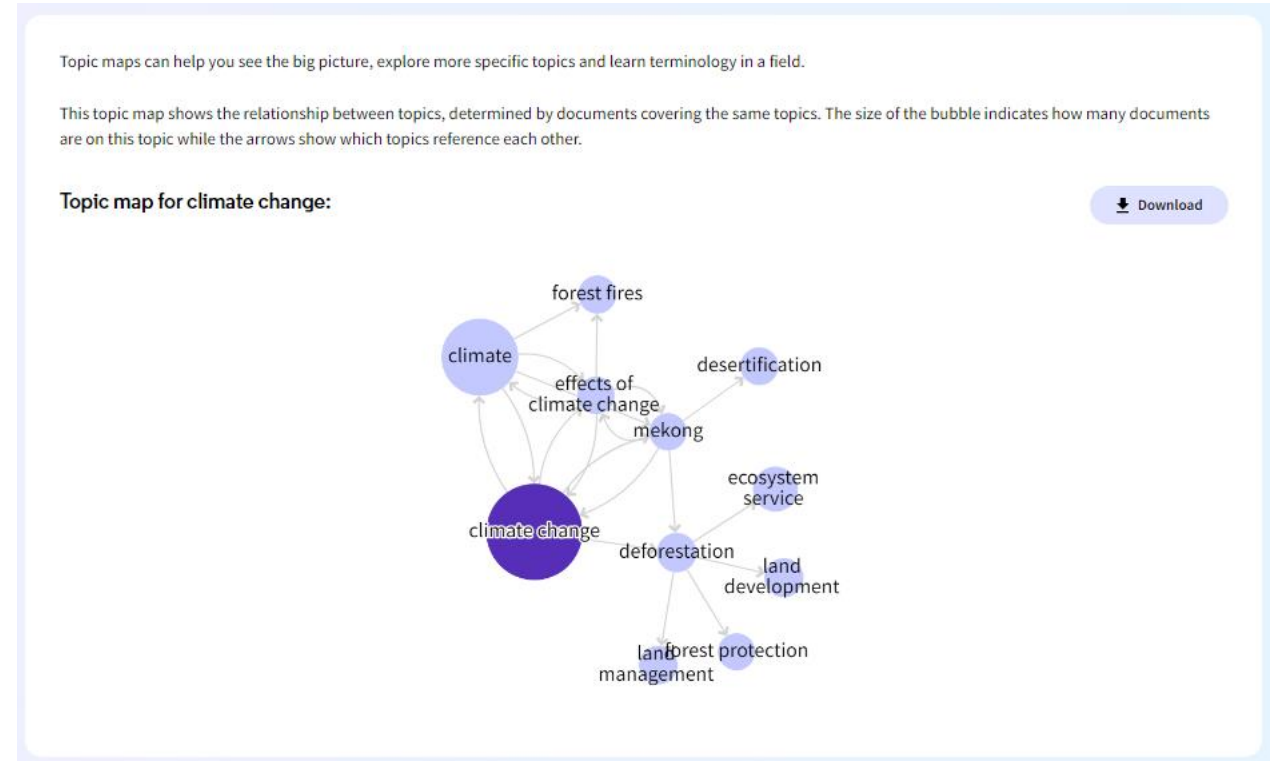 Topic maps can help you see the big picture, explore more specific topics and learn terminology in a field.
This topic map shows the relationship between topics, determined by documents covering the same topics. The size of the bubble indicates how many documents
are on this topic while the arrows show which topics reference each other.
Topic map for climate change:
Download
forest fires
climate
desertification
effects of
climate change
mekong
ecosystem
service
climate change
deforestation
land
development
land
management
forest protection